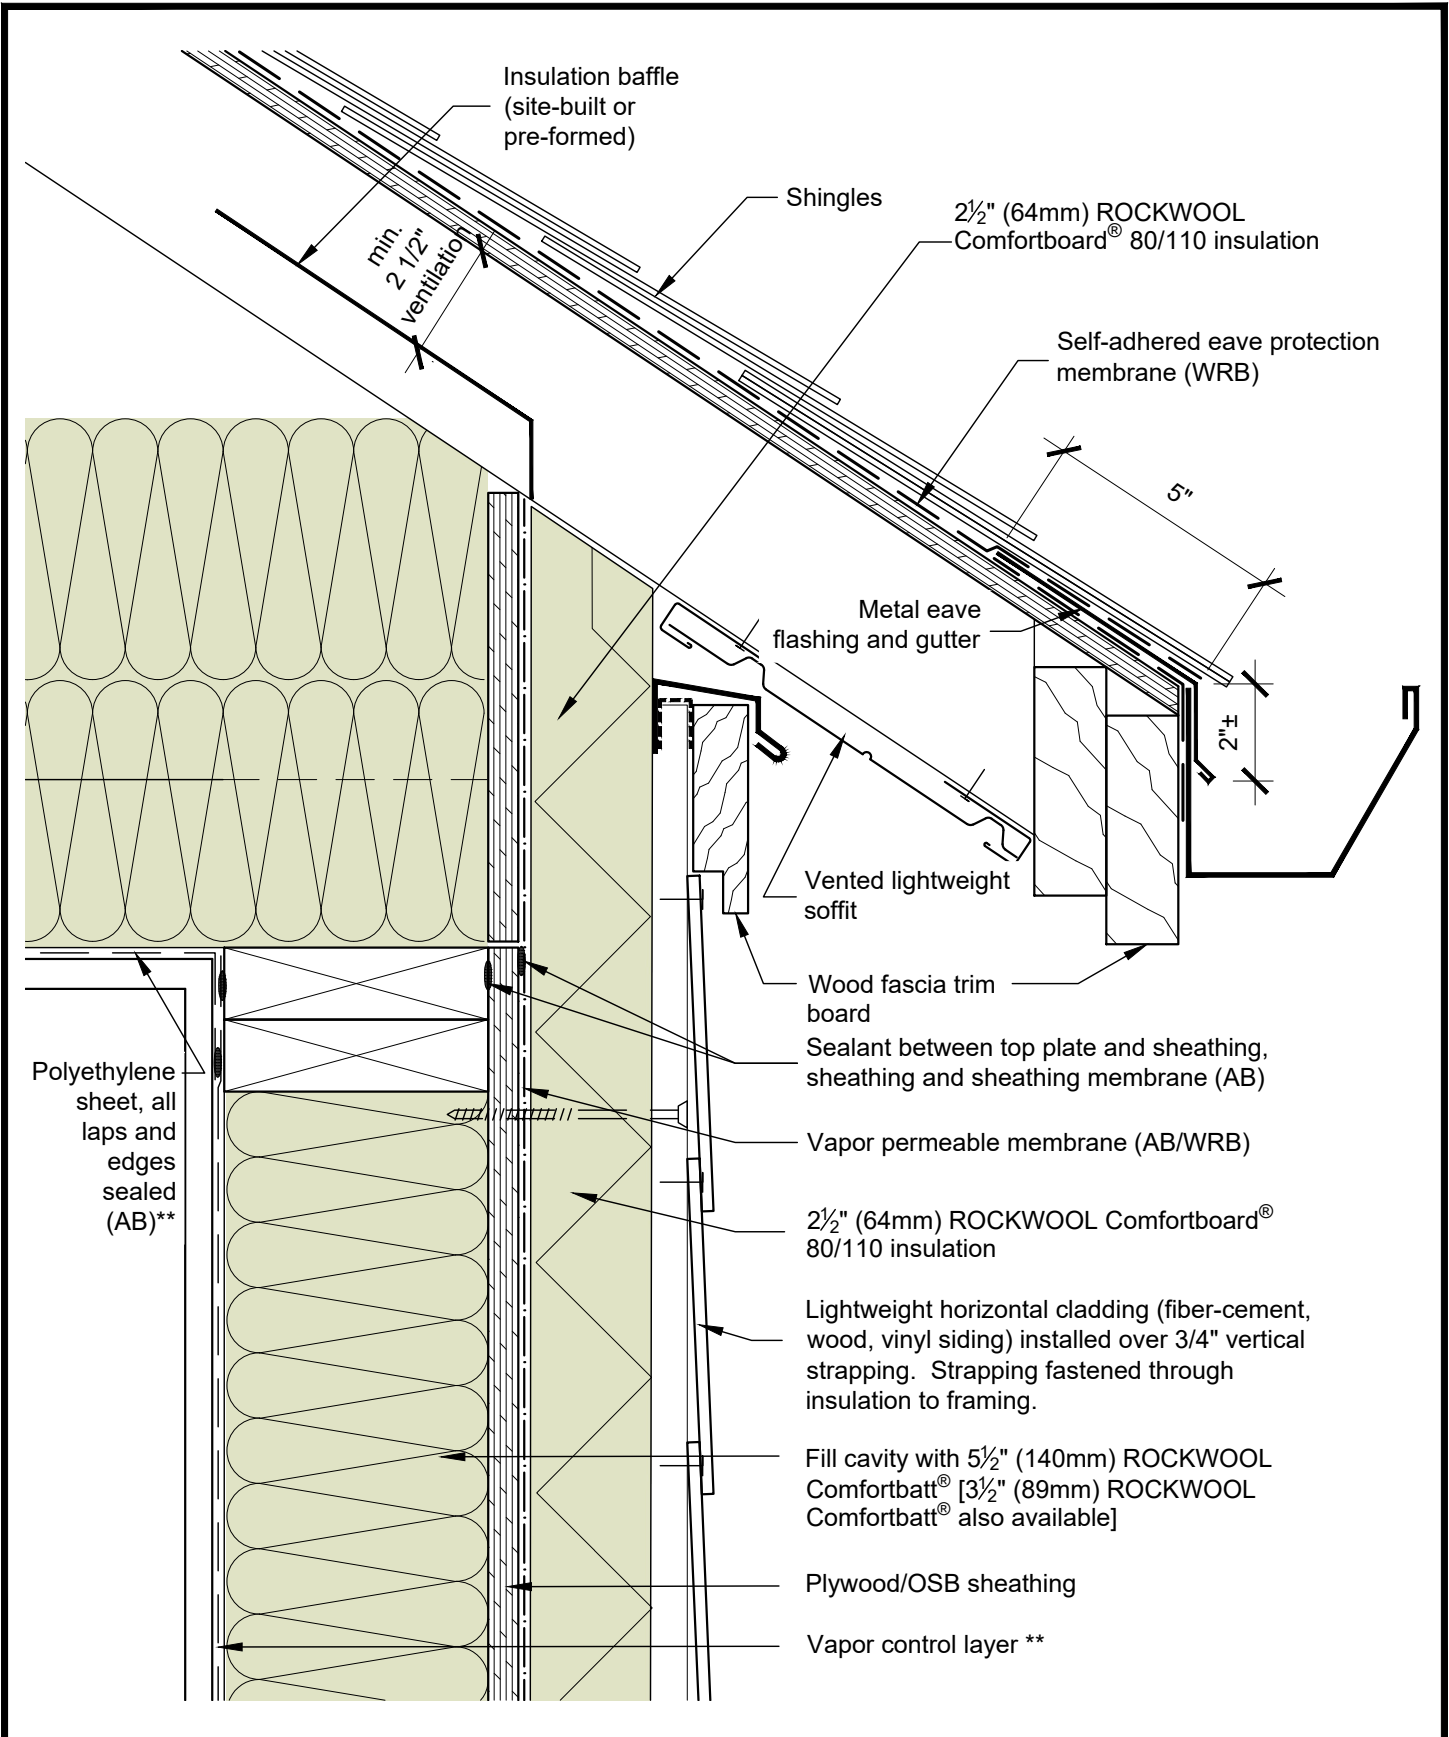 Insulation baffle
(site-built or
pre-formed)
Shingles
2½" (64mm) ROCKWOOL
Comfortboard® 80/110 insulation
min.
2 1/2"
ventilation
Self-adhered eave protection
membrane (WRB)
5"
Metal eave
flashing and gutter
2"±
Vented lightweight
soffit
Wood fascia trim
board
Sealant between top plate and sheathing,
sheathing and sheathing membrane (AB)
Polyethylene
sheet, all
laps and
edges
sealed
(AB)**
Vapor permeable membrane (AB/WRB)
2½" (64mm) ROCKWOOL Comfortboard®
80/110 insulation
Lightweight horizontal cladding (fiber-cement,
wood, vinyl siding) installed over 3/4" vertical
strapping. Strapping fastened through
insulation to framing.
Fill cavity with 5½" (140mm) ROCKWOOL
Comfortbatt® [3½" (89mm) ROCKWOOL
Comfortbatt® also available]
Plywood/OSB sheathing
Vapor control layer **